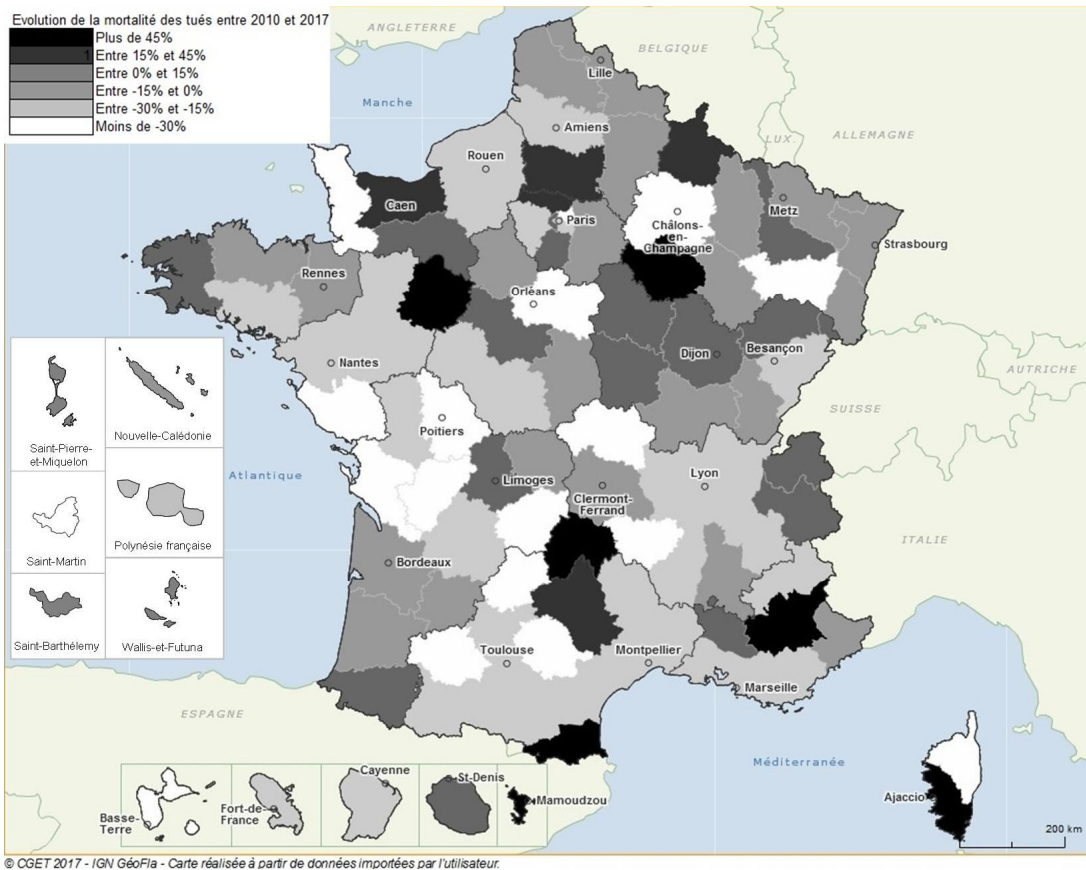 Evolution de la mortalité des tués entre 2010 et 2017
Plus de 45%
1 Entre 15% et 45%
Entre 0% et 15%
Entre -15% et 0%
Entre -30% et -15%
Moins de -30%
ANGLETERRE
BELGIQUE
Lille
Manche
Amiens
ALLEMAGNE
LUX.
Rouen
Caen
Metz
Paris
Châlons-
en-
Champagne
Strasbourg
Rennes
Orléans
Dijon
Besançon
Nantes
AUTRICHE
SUISSE
Poitiers
Saint-Pierre-
et-Miquelon
Nouvelle-Calédonie
Atlantique
Limoges
Lyon
Clermont-
Ferrand
ITALIE
Saint-Martin
Polynésie française
Bordeaux
Saint-Barthélemy
Wallis-et-Futuna
Toulouse
Montpellier
Marseille
ESPAGNE
Méditerranée
Cayenne
St-Denis
Basse-
Terre
Fort-de-
France
Mamoudzou
Ajaccio
200 km
© CGET 2017 - IGN GéoFla - Carte réalisée à partir de données importées par l'utilisateur.